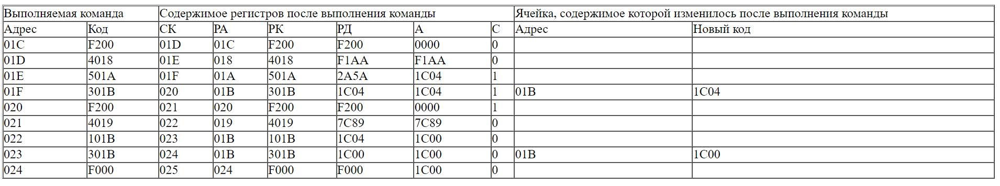 Выполняемая команда Содержимое регистров после выполнения команды Ячейка, содержимое которой изменилось после выполнения команды
Адрес Код СК РА РК РД А С Адрес Новый код
01C F200 01D 01C F200 F200 0000 0
01D 4018 01E 018 4018 F1AA F1AA 0
01E 501A 01F 01A 501A 2A5A 1C04 1
01F 301B 020 01B 301B 1C04 1C04 1 01B 1C04
020 F200 021 020 F200 F200 0000 1
021 4019 022 019 4019 7C89 7C89 0
022 101B 023 01B 101B 1C04 1C00 0
023 301B 024 01B 301B 1C00 1C00 0 01B 1C00
024 F000 025 024 F000 F000 1C00 0